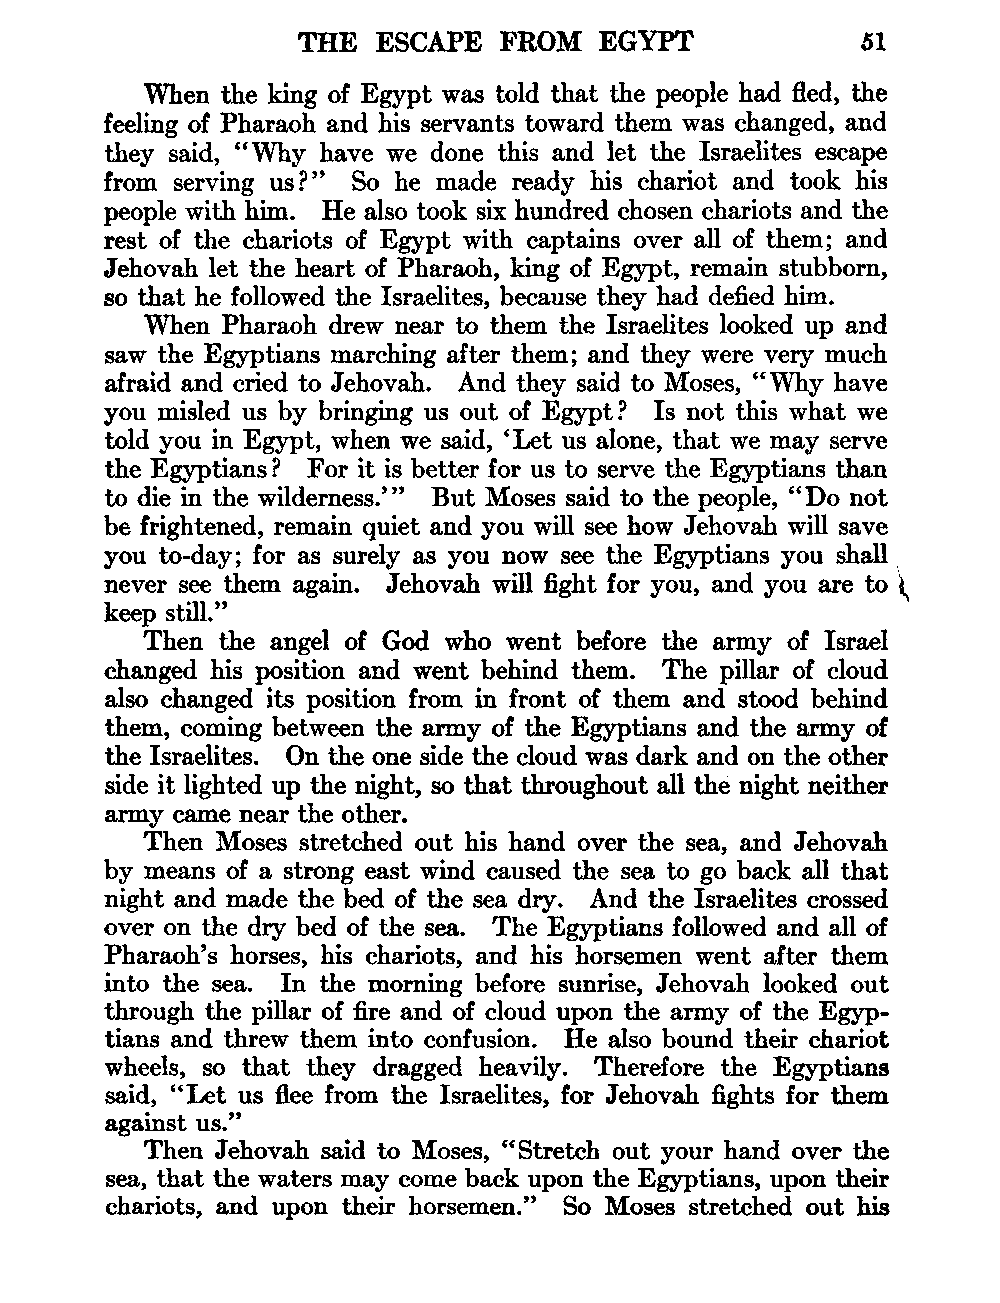 THE ESCAPE FROM EGYPT 51
When the king of Egypt was told that the people had fled, the
feeling of Pharaoh and his servants toward them was changed, and
they said, “Why have we done this and let the Israelites escape
from serving us?” So he made ready his chariot and took his
people with him. He also took six hundred chosen chariots and the
rest of the chariots of Egypt with captains over all of them; and
Jehovah let the heart of Pharaoh, king of Egypt, remain stubborn,
so that he followed the Israelites, because they had defied him.
When Pharaoh drew near to them the Israelites looked up and
saw the Egyptians marching after them; and they were very much
afraid and cried to Jehovah. And they said to Moses, “Why have
you misled us by bringing us out of Egypt? Is not this what we
told you in Egypt, when we said, ‘Let us alone, that we may serve
the Egyptians? For it is better for us to serve the Egyptians than
to die in the wilderness.’” But Moses said to the people, “Do not
be frightened, remain quiet and you will see how Jehovah will save
you to-day; for as surely as you now see the Egyptians you shall
never see them again. Jehovah will fight for you, and you are to
keep still.”
Then the angel of God who went before the army of Israel
changed his position and went behind them. The pillar of cloud
also changed its position from in front of them and stood behind
them, coming between the army of the Egyptians and the army of
the Israelites. On the one side the cloud was dark and on the other
side it lighted up the night, so that throughout all the night neither
army came near the other.
Then Moses stretched out his hand over the sea, and Jehovah
by means of a strong east wind caused the sea to go back all that
night and made the bed of the sea dry. And the Israelites crossed
over on the dry bed of the sea. The Egyptians followed and all of
Pharaoh’s horses, his chariots, and his horsemen went after them
into the sea. In the morning before sunrise, Jehovah looked out
through the pillar of fire and of cloud upon the army of the Egyp-
tians and threw them into confusion. He also bound their chariot
wheels, so that they dragged heavily. Therefore the Egyptians
said, “Let us flee from the Israelites, for Jehovah fights for them
against us.”
Then Jehovah said to Moses, “Stretch out your hand over the
sea, that the waters may come back upon the Egyptians, upon their
chariots, and upon their horsemen.” So Moses stretched out his